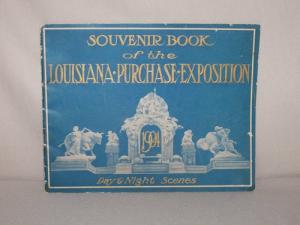 SOUVENIR BOOK
of the
LOUISIANA-PURCHASE-EXPOSITION
1904
Day & Night Scenes